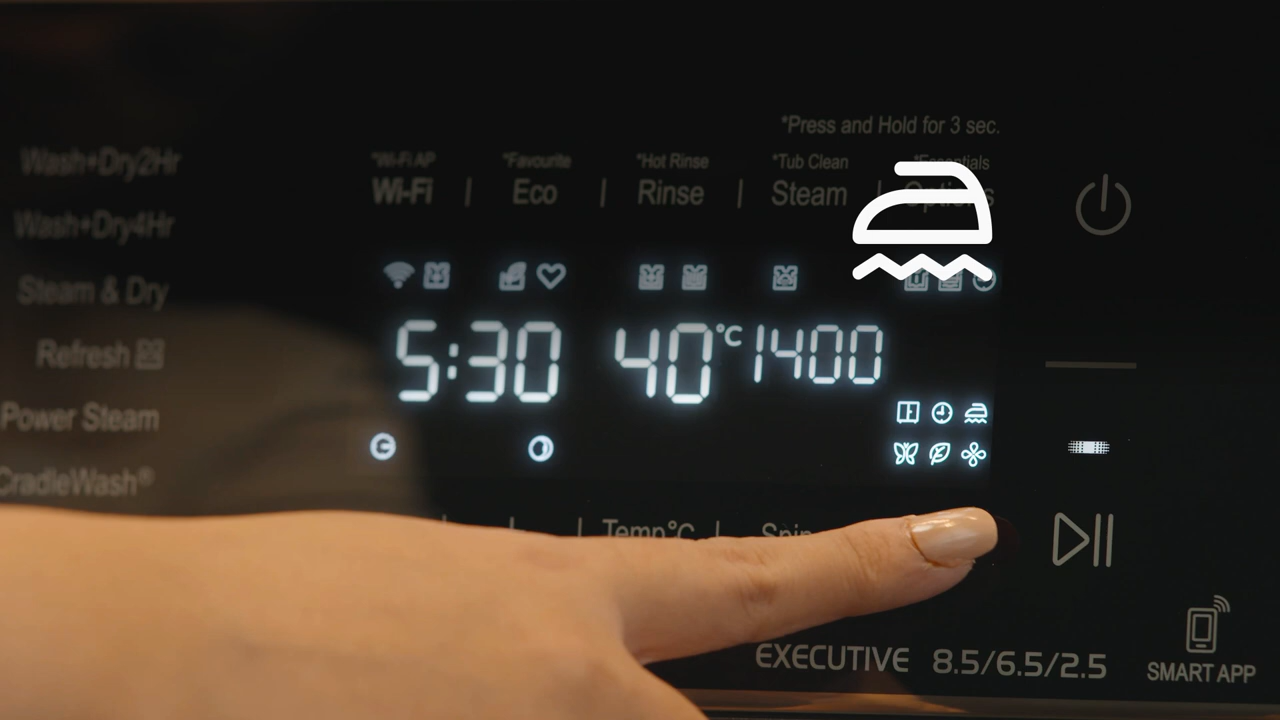 *Press and Hold for 3 sec.
Wash+Dry2Hr
*Wi-Fi AP
*Favourite
*Hot Rinse
*Tub Clean
*Essentials
Wi-Fi | Eco | Rinse | Steam | Options
Wash+Dry4Hr
Steam & Dry
Refresh
5:30 40°C 1400
Power Steam
CradleWash®
Temp°C |
EXECUTIVE 8.5/6.5/2.5
SMART APP